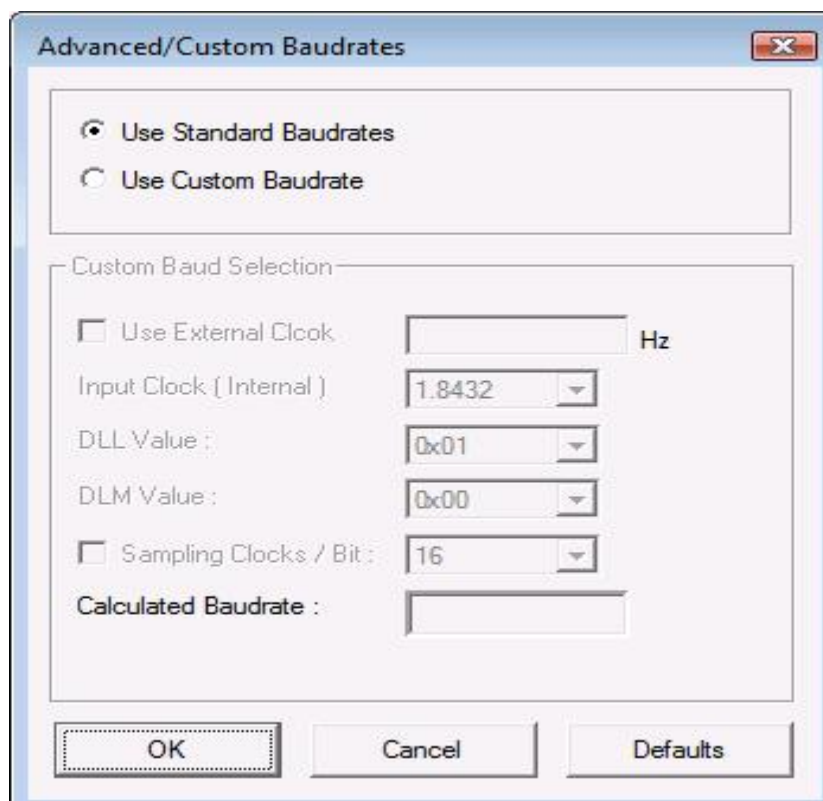 Advanced/Custom Baudrates
Use Standard Baudrates
Use Custom Baudrate
Custom Baud Selection
Use External Clcok
Hz
Input Clock ( Internal )
1.8432
DLL Value :
0x01
DLM Value :
0x00
Sampling Clocks / Bit :
16
Calculated Baudrate :
OK
Cancel
Defaults